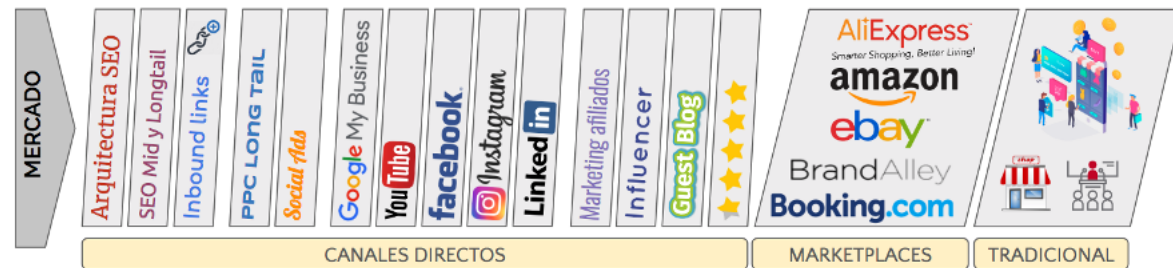 MERCADO
Arquitectura SEO
SEO Mid y Longtail
Inbound links
PPC LONG TAIL
Social Ads
Google My Business
YouTube
facebook
Instagram
Linked in
Marketing afiliados
Influencer
Guest Blog
AliExpress
Smarter Shopping, Better Living!
amazon
ebay
BrandAlley
Booking.com
shop
CANALES DIRECTOS
MARKETPLACES
TRADICIONAL